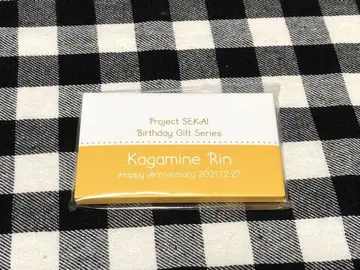 Project SEKAI
Birthday Gift Series
Kagamine Rin
Happy Anniversary 2021.12.27